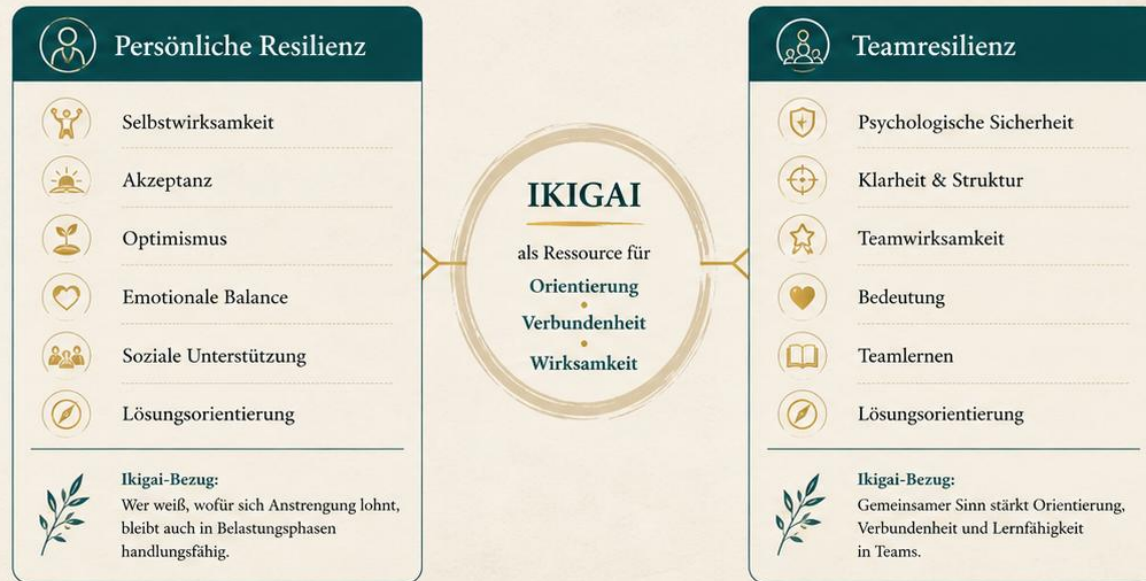 Persönliche Resilienz
Selbstwirksamkeit
Akzeptanz
Optimismus
Emotionale Balance
Soziale Unterstützung
Lösungsorientierung
Ikigai-Bezug:
Wer weiß, wofür sich Anstrengung lohnt,
bleibt auch in Belastungsphasen
handlungsfähig.
IKIGAI
als Ressource für
Orientierung
Verbundenheit
Wirksamkeit
Teamresilienz
Psychologische Sicherheit
Klarheit & Struktur
Teamwirksamkeit
Bedeutung
Teamlernen
Lösungsorientierung
Ikigai-Bezug:
Gemeinsamer Sinn stärkt Orientierung,
Verbundenheit und Lernfähigkeit
in Teams.